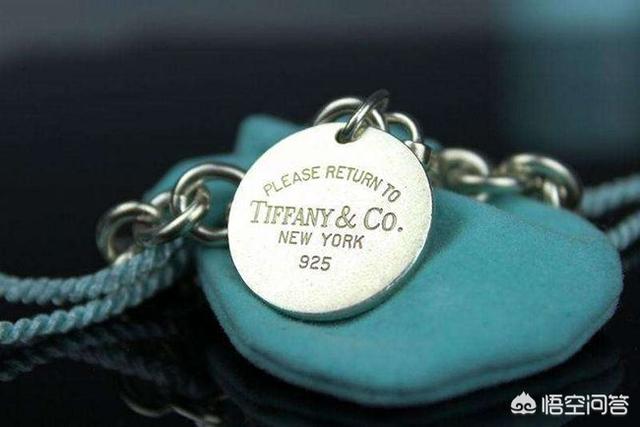 PLEASE RETURN TO
TIFFANY & CO.
NEW YORK
925
悟空问答